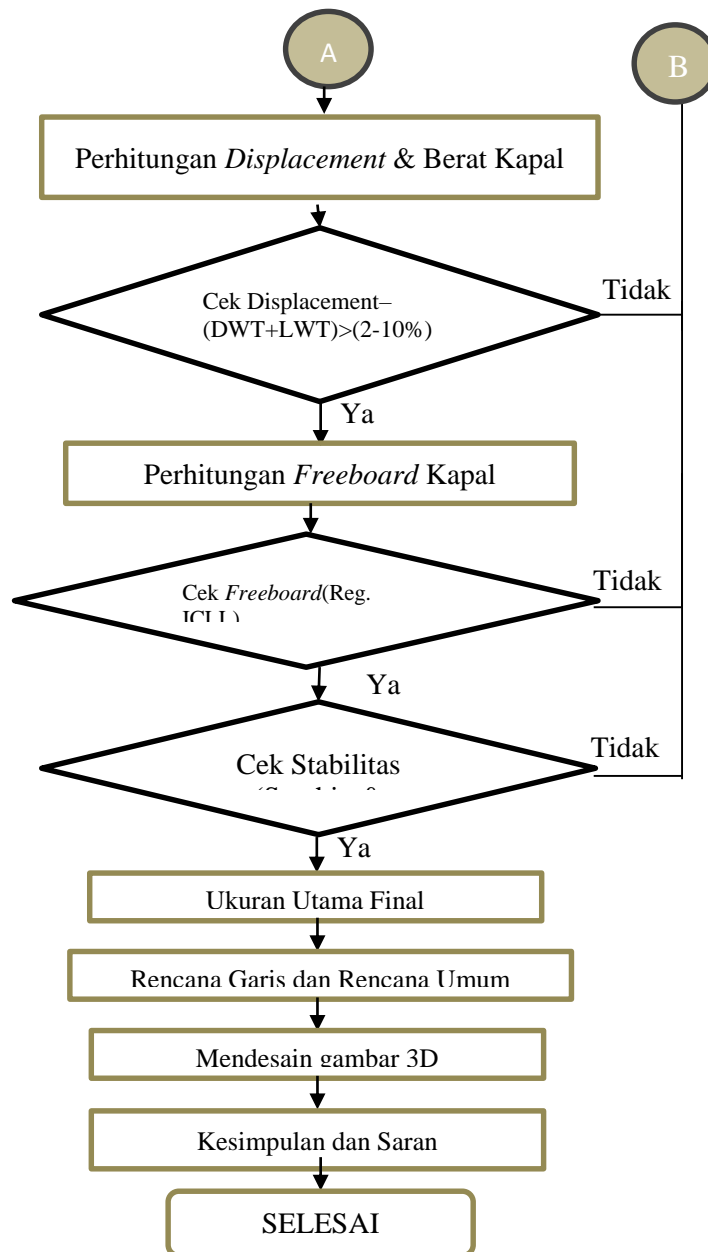 A
B
Perhitungan Displacement & Berat Kapal
Cek Displacement–
(DWT+LWT)>(2-10%)
Tidak
Ya
Perhitungan Freeboard Kapal
Cek Freeboard(Reg.
ICLL)
Tidak
Ya
Cek Stabilitas
Tidak
Ya
Ukuran Utama Final
Rencana Garis dan Rencana Umum
Mendesain gambar 3D
Kesimpulan dan Saran
SELESAI